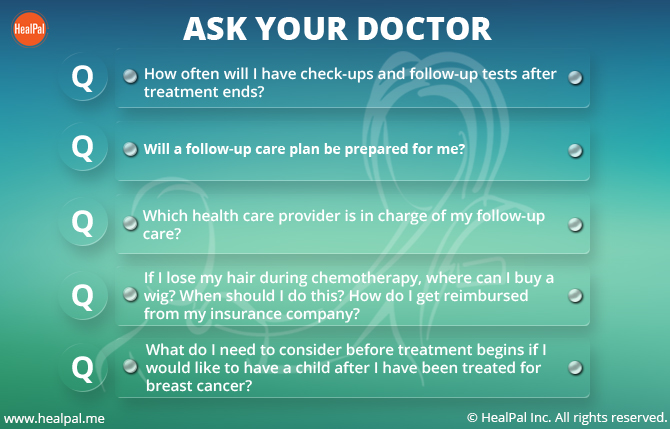 HealPal
ASK YOUR DOCTOR
Q
How often will I have check-ups and follow-up tests after
treatment ends?
Q
Will a follow-up care plan be prepared for me?
Q
Which health care provider is in charge of my follow-up
care?
Q
If I lose my hair during chemotherapy, where can I buy a
wig? When should I do this? How do I get reimbursed
from my insurance company?
Q
What do I need to consider before treatment begins if I
would like to have a child after I have been treated for
breast cancer?
www.healpal.me
© HealPal Inc. All rights reserved.